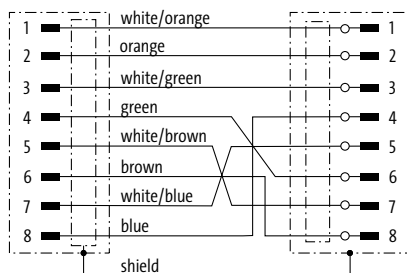 1 white/orange 1
2 orange 2
3 white/green 3
4 green 4
5 white/brown 5
6 brown 6
7 white/blue 7
8 blue 8
shield